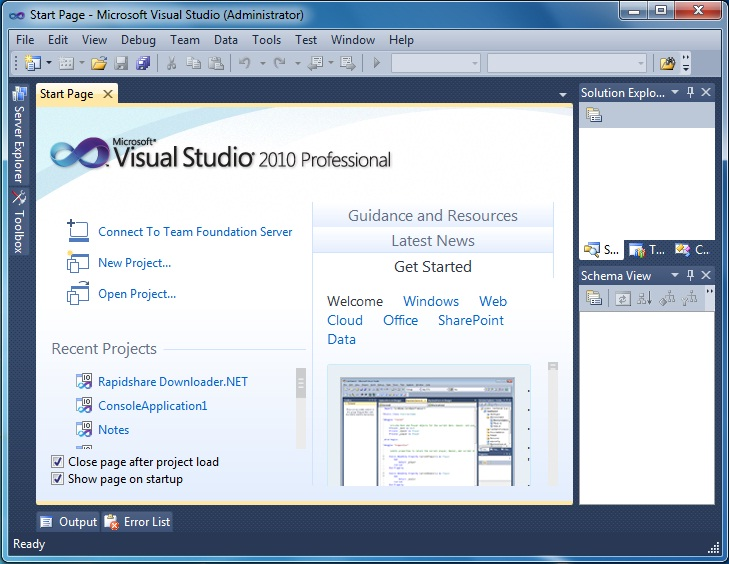 Start Page - Microsoft Visual Studio (Administrator)
File Edit View Debug Team Data Tools Test Window Help
Server Explorer
Toolbox
Start Page
Microsoft®
Visual Studio® 2010 Professional
Connect To Team Foundation Server
New Project...
Open Project...
Recent Projects
Rapidshare Downloader.NET
ConsoleApplication1
Notes
Close page after project load
Show page on startup
Guidance and Resources
Latest News
Get Started
Welcome Windows Web
Cloud Office SharePoint
Data
Solution Explo...
S... T... C...
Schema View
Output Error List
Ready